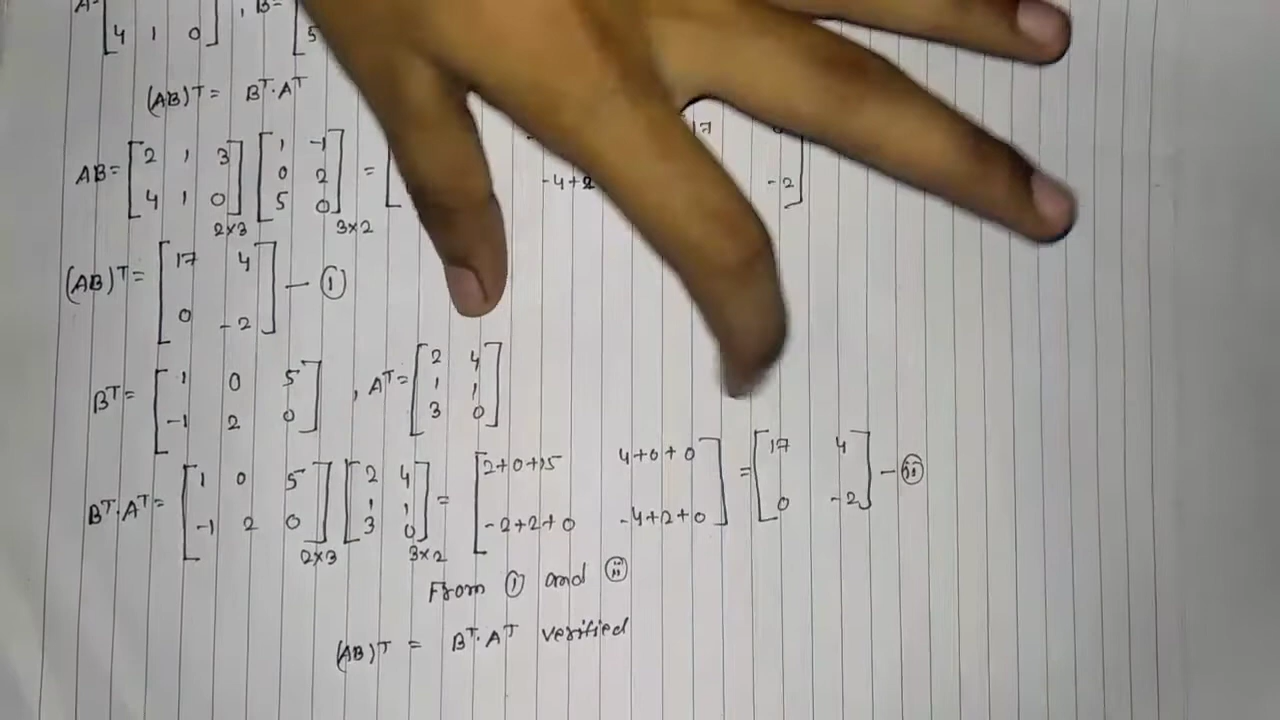 A= [ 4 1 0 ] , B= [ 5
(AB)T = BT·AT
AB= [ 2 1 3 4 1 0 ] 2×3 [ 1 -1 0 2 5 0 ] 3×2 = [ -4+2 17 -2 ]
(AB)T= [ 17 4 0 -2 ] — ①
BT= [ 1 0 5 -1 2 0 ] , AT= [ 2 4 1 1 3 0 ]
BT·AT= [ 1 0 5 -1 2 0 ] 2×3 [ 2 4 1 1 3 0 ] 3×2 = [ 2+0+15 4+0+0 -2+2+0 -4+2+0 ] = [ 17 4 0 -2 ] — ⅱ
From ① and ⅱ
(AB)T = BT·AT verified